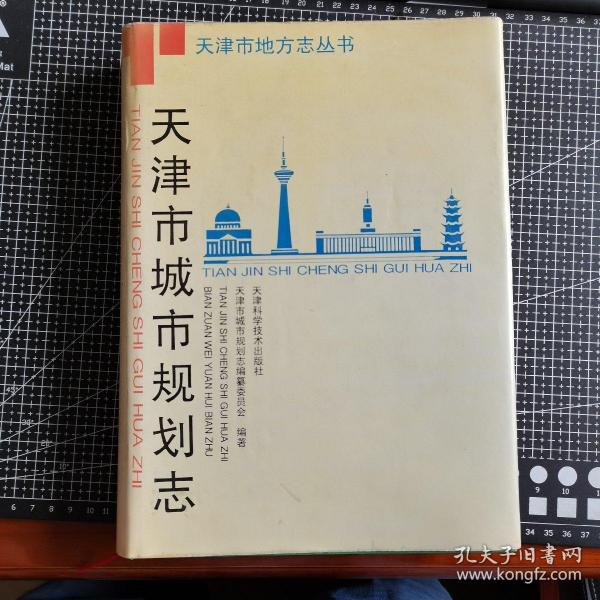 天津市地方志丛书
天津市城市规划志
TIAN JIN SHI CHENG SHI GUI HUA ZHI
TIAN JIN SHI CHENG SHI GUI HUA ZHI
天津科学技术出版社
天津市城市规划志编纂委员会 编著
TIAN JIN SHI CHENG SHI GUI HUA ZHI
BIAN ZUAN WEI YUAN HUI BIAN ZHU
Mat
孔夫子旧书网
www.kongfz.com